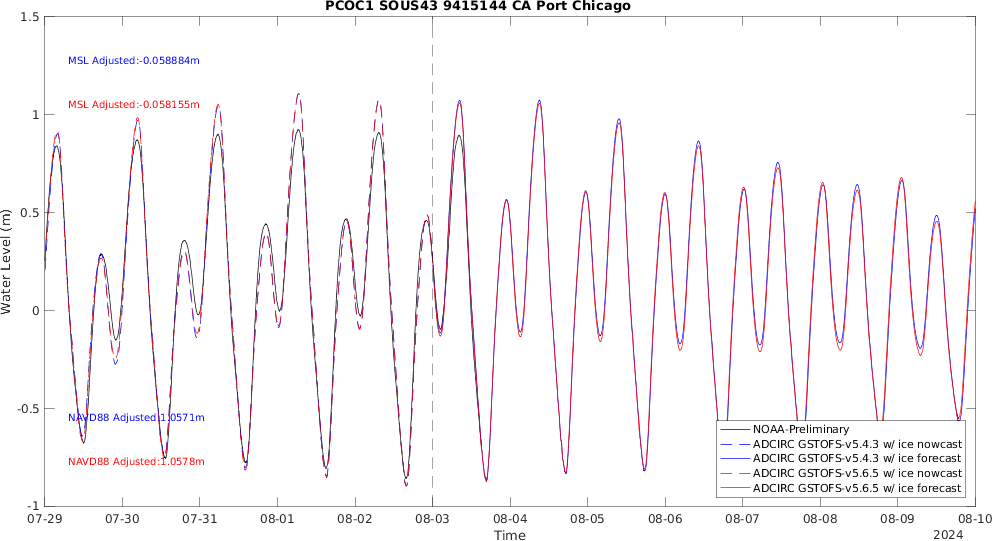 PCOC1 SOUS43 9415144 CA Port Chicago
1.5
MSL Adjusted:-0.058884m
MSL Adjusted:-0.058155m
1
0.5
Water Level (m)
0
-0.5
NAVD88 Adjusted:1.0571m
NAVD88 Adjusted:1.0578m
-1
NOAA-Preliminary
ADCIRC GSTOFS-v5.4.3 w/ ice nowcast
ADCIRC GSTOFS-v5.4.3 w/ ice forecast
ADCIRC GSTOFS-v5.6.5 w/ ice nowcast
ADCIRC GSTOFS-v5.6.5 w/ ice forecast
07-29 07-30 07-31 08-01 08-02 08-03 08-04 08-05 08-06 08-07 08-08 08-09 08-10
Time
2024